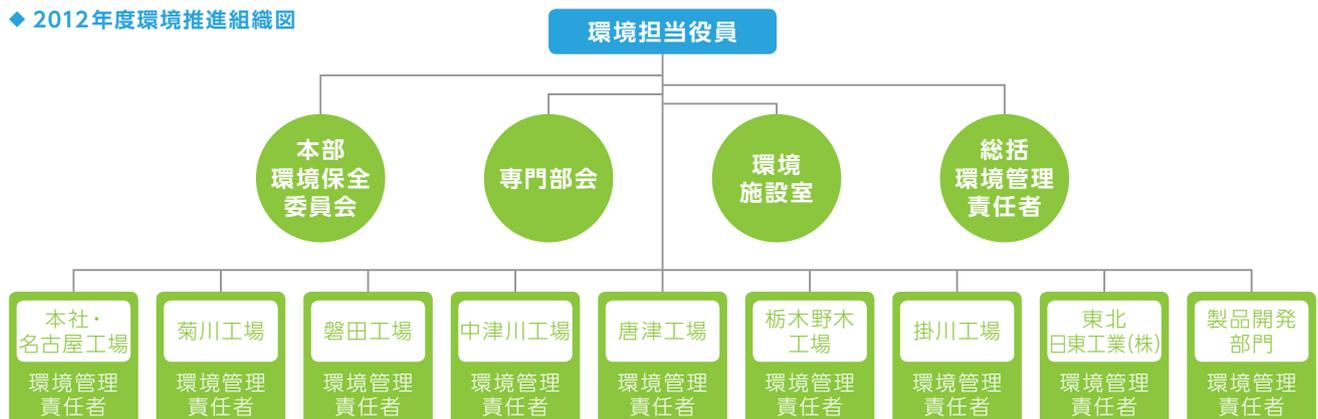 ◆ 2012年度環境推進組織図
環境担当役員
本部
環境保全
委員会
専門部会
環境
施設室
総括
環境管理
責任者
本社・
名古屋工場
環境管理
責任者
菊川工場
環境管理
責任者
磐田工場
環境管理
責任者
中津川工場
環境管理
責任者
唐津工場
環境管理
責任者
栃木野木
工場
環境管理
責任者
掛川工場
環境管理
責任者
東北
日東工業(株)
環境管理
責任者
製品開発
部門
環境管理
責任者